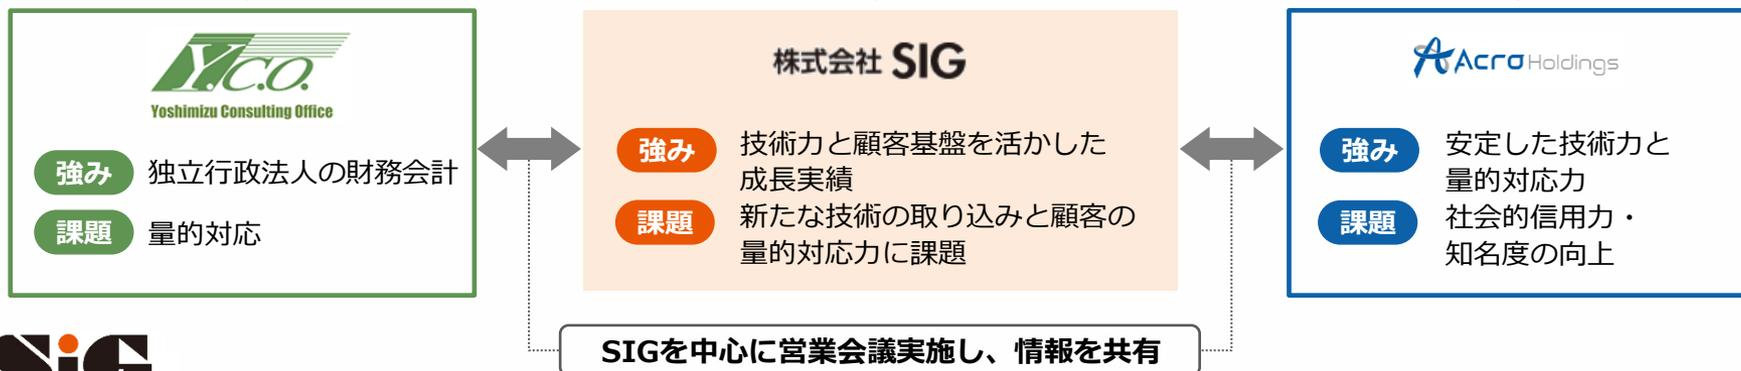 Y.C.O.
Yoshimizu Consulting Office
強み 独立行政法人の財務会計
課題 量的対応
株式会社 SIG
強み 技術力と顧客基盤を活かした
成長実績
課題 新たな技術の取り込みと顧客の
量的対応力に課題
Acro Holdings
強み 安定した技術力と
量的対応力
課題 社会的信用力・
知名度の向上
SIGを中心に営業会議実施し、情報を共有
SiG